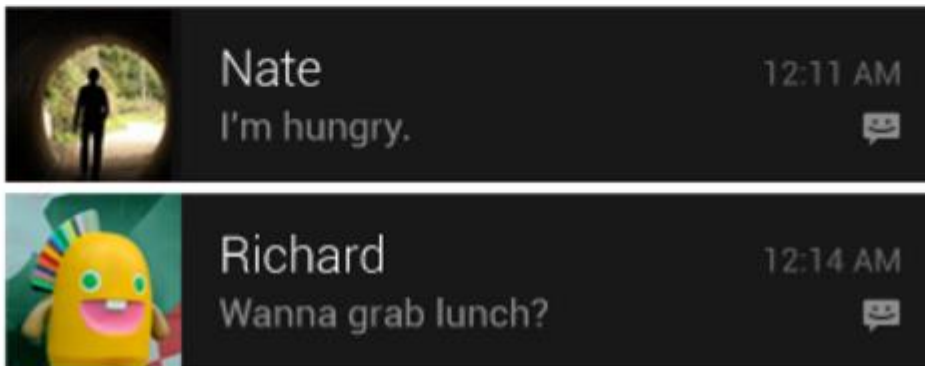 Nate
12:11 AM
I'm hungry.
Richard
12:14 AM
Wanna grab lunch?